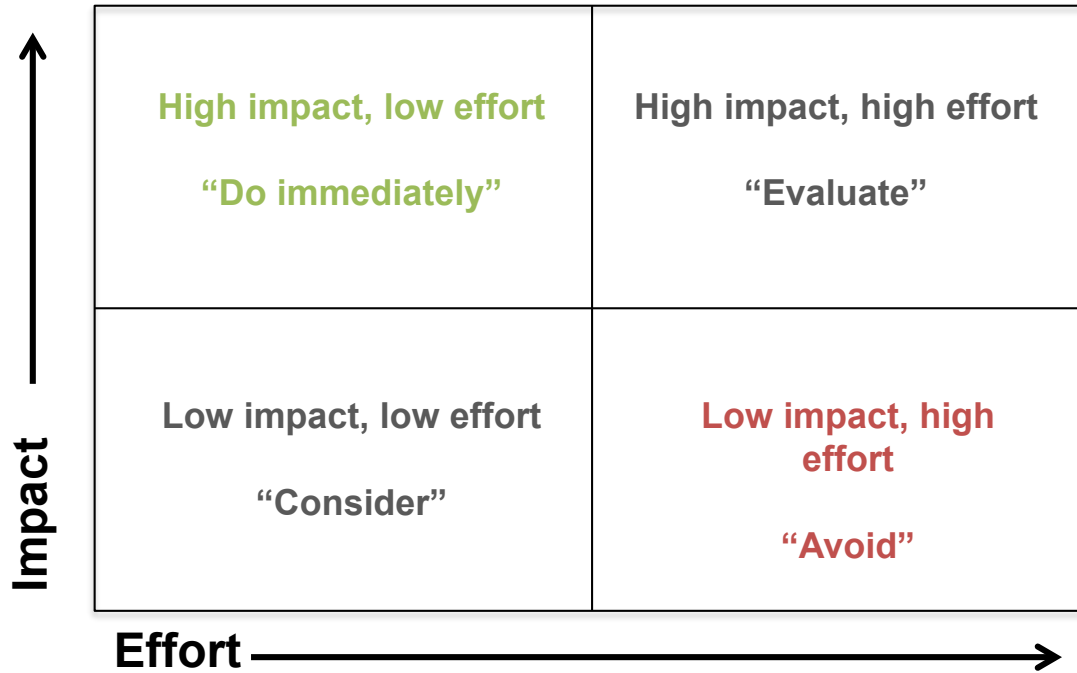 High impact, low effort
“Do immediately”
High impact, high effort
“Evaluate”
Low impact, low effort
“Consider”
Low impact, high
effort
“Avoid”
Impact
Effort